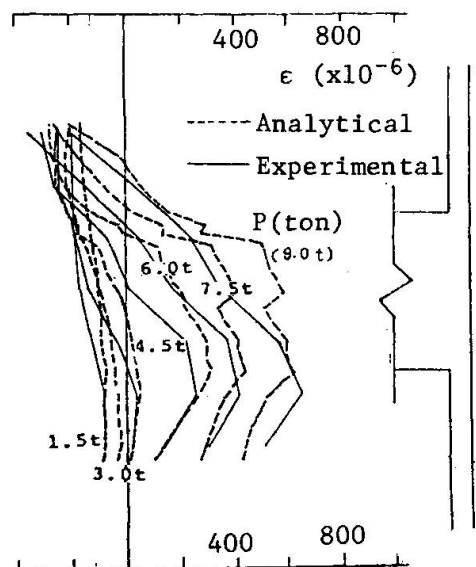 400 800
ε (x10⁻⁶)
Analytical
Experimental
P(ton)
(9.0t)
6.0t
7.5t
4.5t
1.5t
3.0t
400 800